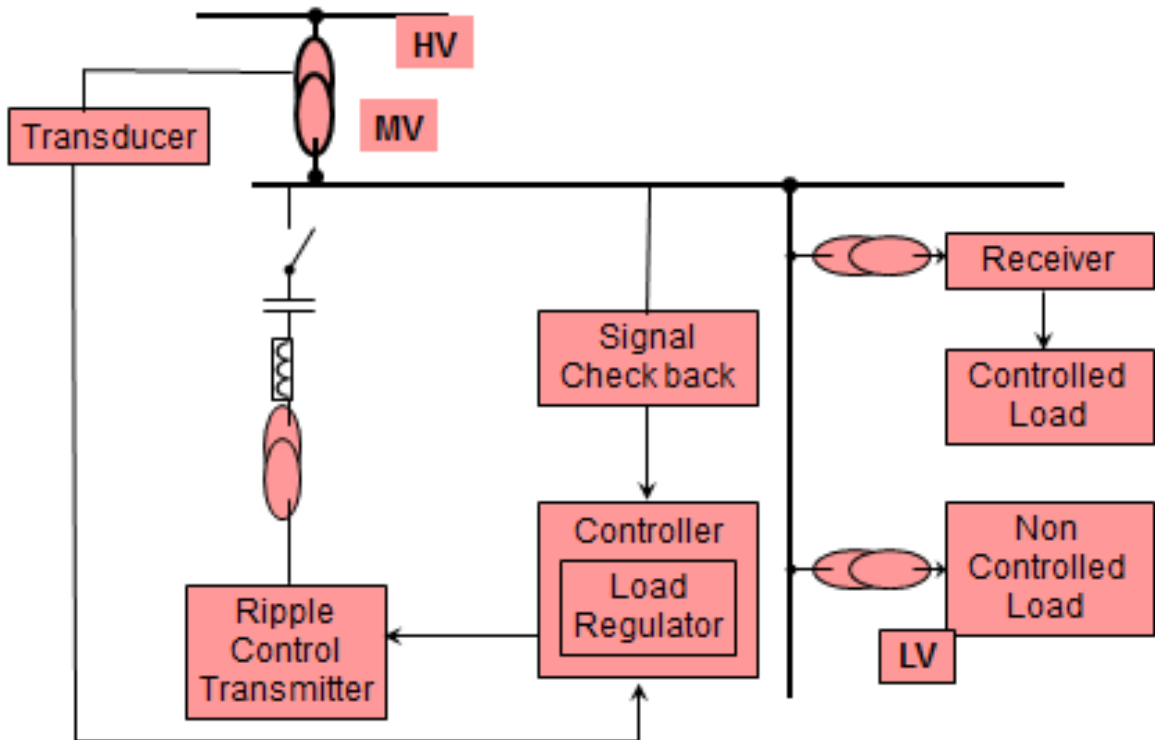 HV
MV
Transducer
Receiver
Signal
Check back
Controlled
Load
Controller
Load
Regulator
Non
Controlled
Load
Ripple
Control
Transmitter
LV